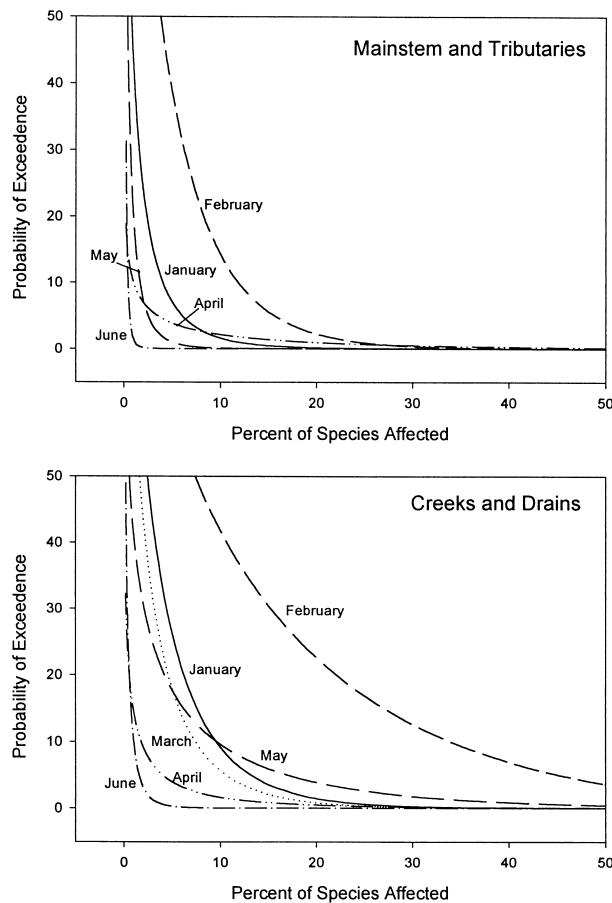 Mainstem and Tributaries
Probability of Exceedence
50
40
30
20
10
0
February
May
January
April
June
0
10
20
30
40
50
Percent of Species Affected
Creeks and Drains
Probability of Exceedence
50
40
30
20
10
0
February
January
March
May
June
April
0
10
20
30
40
50
Percent of Species Affected